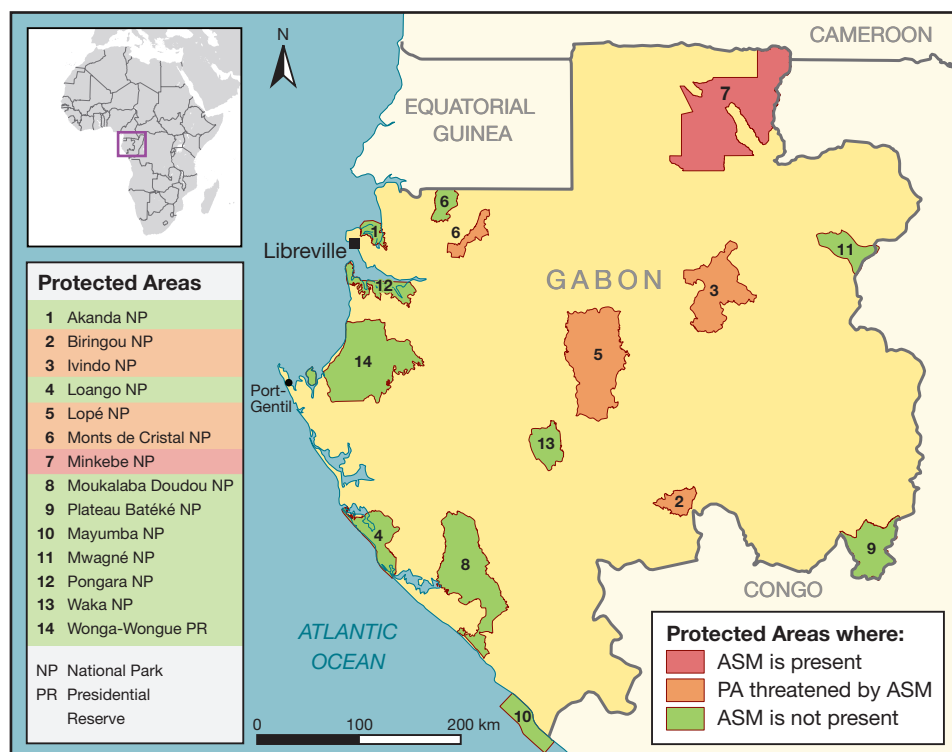 CAMEROON
N
EQUATORIAL
GUINEA
7
6
6
1
Libreville
11
12
GABON
3
14
5
Port-
Gentil
13
2
4
8
9
CONGO
ATLANTIC
OCEAN
10
0 100 200 km
Protected Areas
1 Akanda NP
2 Biringou NP
3 Ivindo NP
4 Loango NP
5 Lopé NP
6 Monts de Cristal NP
7 Minkebe NP
8 Moukalaba Doudou NP
9 Plateau Batéké NP
10 Mayumba NP
11 Mwagné NP
12 Pongara NP
13 Waka NP
14 Wonga-Wongue PR
NP National Park
PR Presidential
Reserve
Protected Areas where:
ASM is present
PA threatened by ASM
ASM is not present